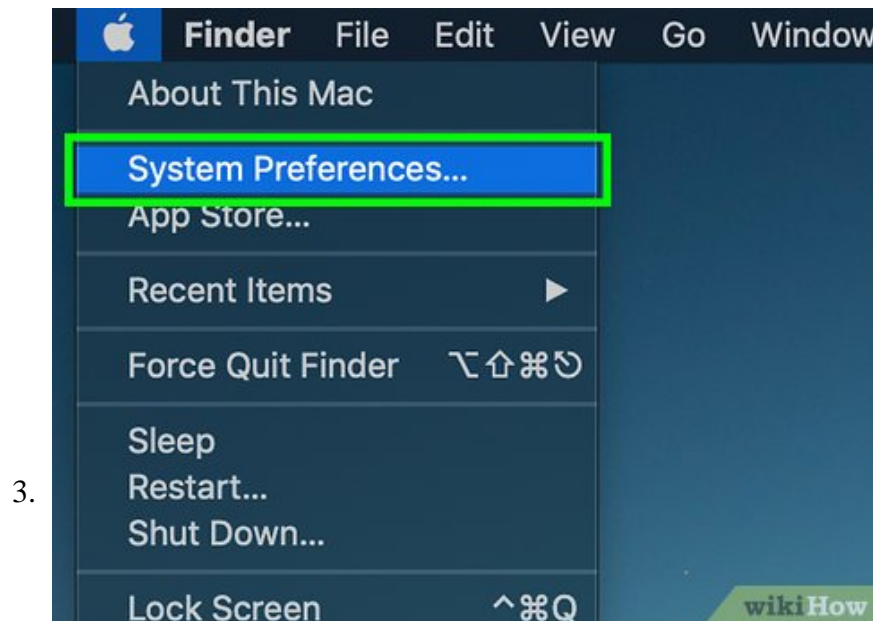 Finder File Edit View Go Window
About This Mac
System Preferences...
App Store...
Recent Items ▶
Force Quit Finder ⌥⇧⌘⎋
Sleep
3.
Restart...
Shut Down...
Lock Screen ^⌘Q
wikiHow